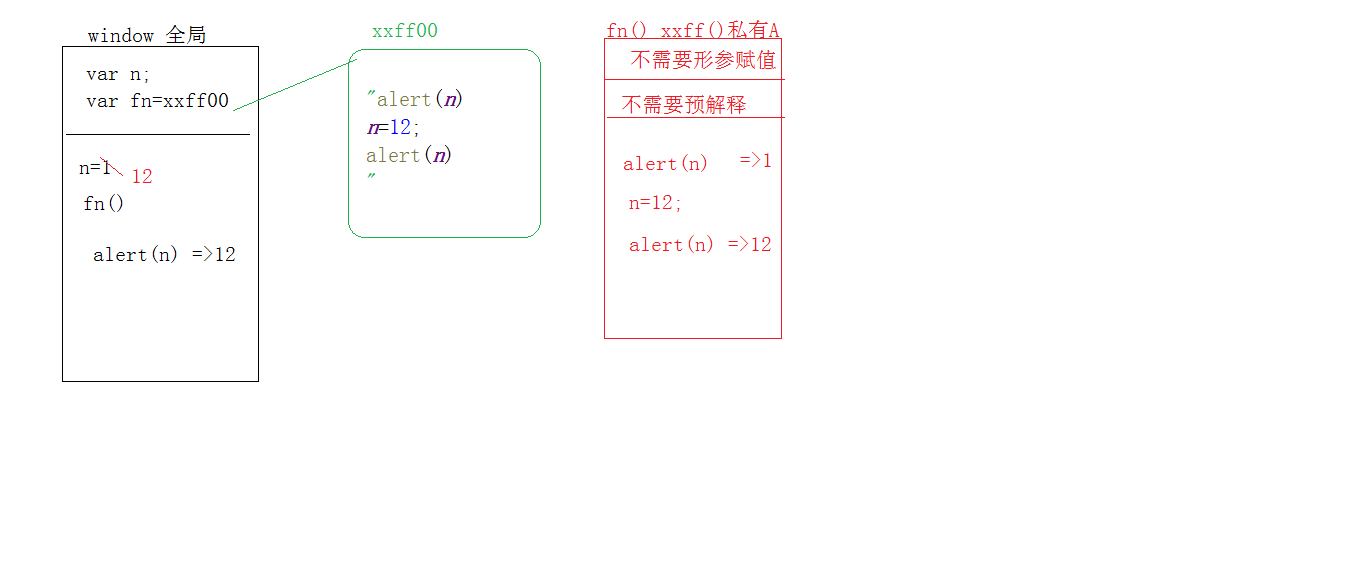 window 全局
var n;
var fn=xxff00
n=1 12
fn()
alert(n) =>12
xxff00
"alert(n)
n=12;
alert(n)
"
fn() xxff()私有A
不需要形参赋值
不需要预解释
alert(n) =>1
n=12;
alert(n) =>12